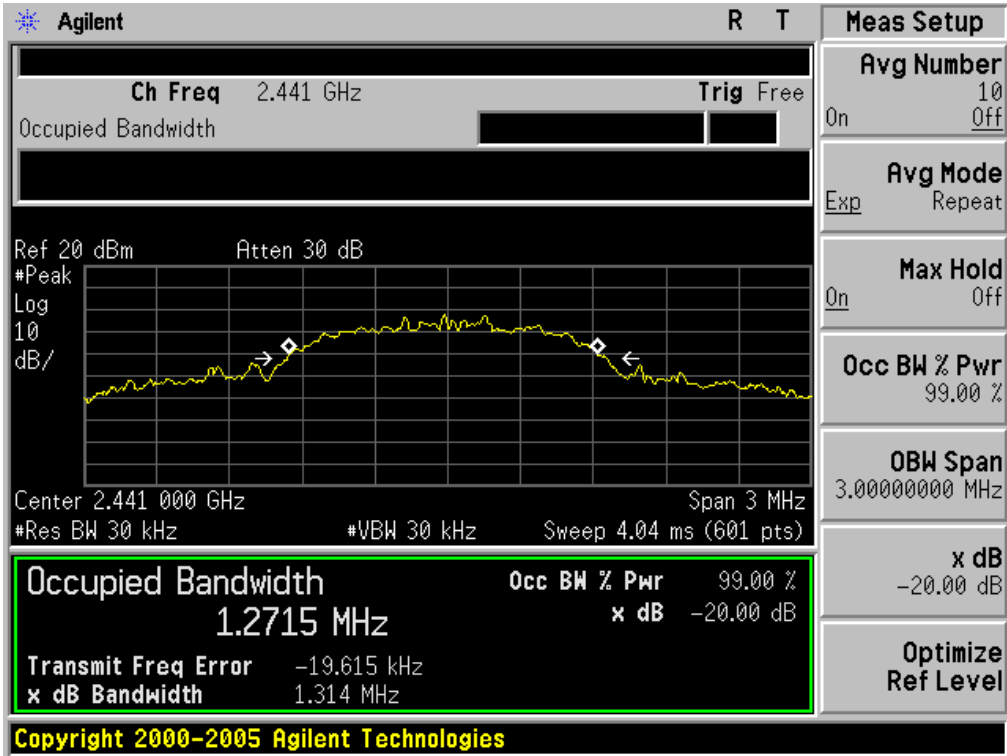 Agilent R T Meas Setup
Ch Freq 2.441 GHz Trig Free
Occupied Bandwidth
Avg Number
10
On Off
Avg Mode
Exp Repeat
Max Hold
On Off
Occ BW % Pwr
99.00 %
OBW Span
3.00000000 MHz
x dB
-20.00 dB
Optimize
Ref Level
Ref 20 dBm Atten 30 dB
#Peak
Log
10
dB/
Center 2.441 000 GHz Span 3 MHz
#Res BW 30 kHz #VBW 30 kHz Sweep 4.04 ms (601 pts)
Occupied Bandwidth Occ BW % Pwr 99.00 %
1.2715 MHz x dB -20.00 dB
Transmit Freq Error -19.615 kHz
x dB Bandwidth 1.314 MHz
Copyright 2000-2005 Agilent Technologies